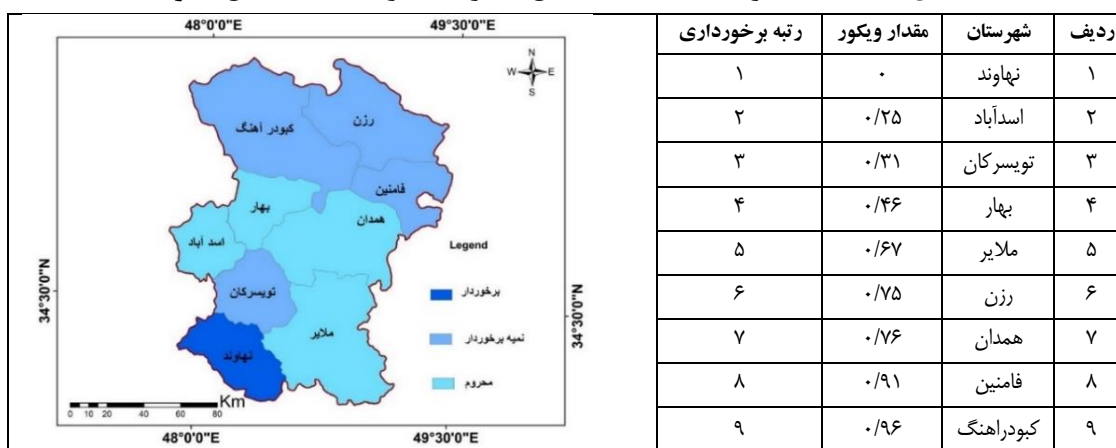 48°0'0"E 49°30'0"E
N
W E
S
کبودر آهنگ
رزن
فامنین
بهار
همدان
اسد آباد
تویسرکان
ملایر
نهاوند
Legend
برخوردار
نمیه برخوردار
محروم
34°30'0"N
34°30'0"N
0 10 20 40 60 80 Km
48°0'0"E 49°30'0"E
ردیف شهرستان مقدار ویکور رتبه برخورداری
۱ نهاوند ۰ ۱
۲ اسدآباد ۰/۲۵ ۲
۳ تویسرکان ۰/۳۱ ۳
۴ بهار ۰/۴۶ ۴
۵ ملایر ۰/۶۷ ۵
۶ رزن ۰/۷۵ ۶
۷ همدان ۰/۷۶ ۷
۸ فامنین ۰/۹۱ ۸
۹ کبودراهنگ ۰/۹۶ ۹